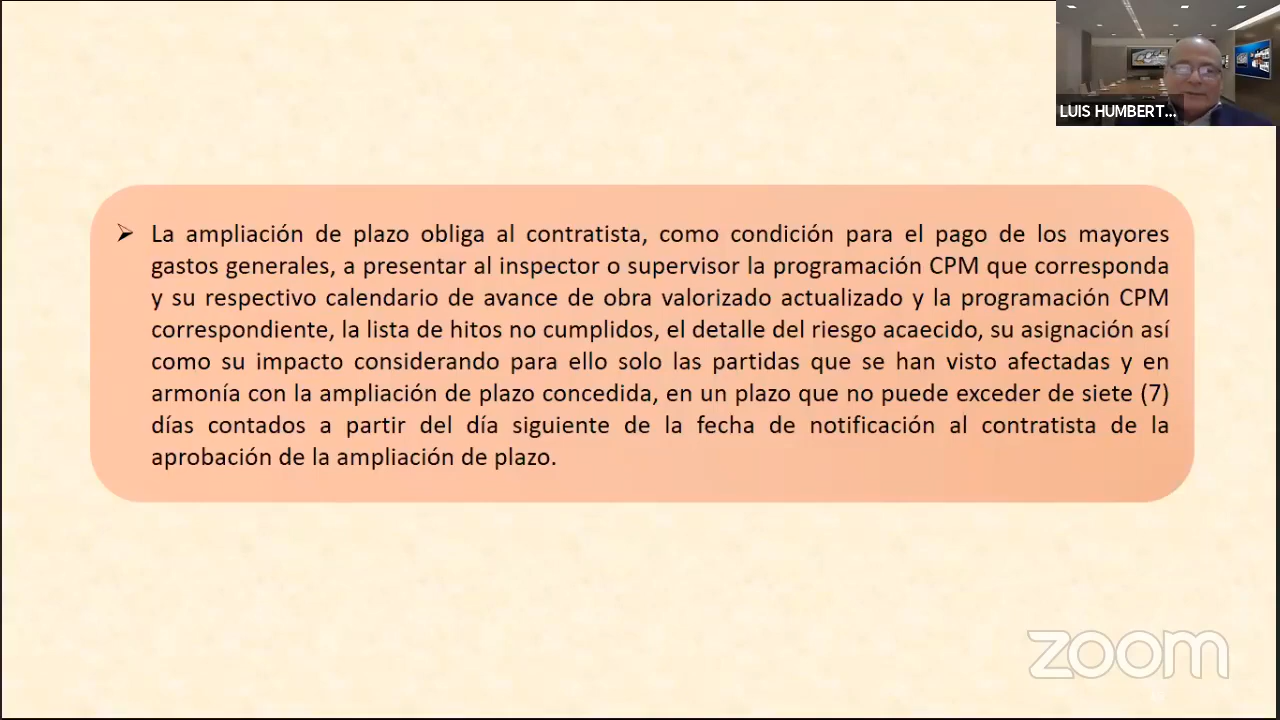 LUIS HUMBERT...
➢ La ampliación de plazo obliga al contratista, como condición para el pago de los mayores
gastos generales, a presentar al inspector o supervisor la programación CPM que corresponda
y su respectivo calendario de avance de obra valorizado actualizado y la programación CPM
correspondiente, la lista de hitos no cumplidos, el detalle del riesgo acaecido, su asignación así
como su impacto considerando para ello solo las partidas que se han visto afectadas y en
armonía con la ampliación de plazo concedida, en un plazo que no puede exceder de siete (7)
días contados a partir del día siguiente de la fecha de notificación al contratista de la
aprobación de la ampliación de plazo.
zoom